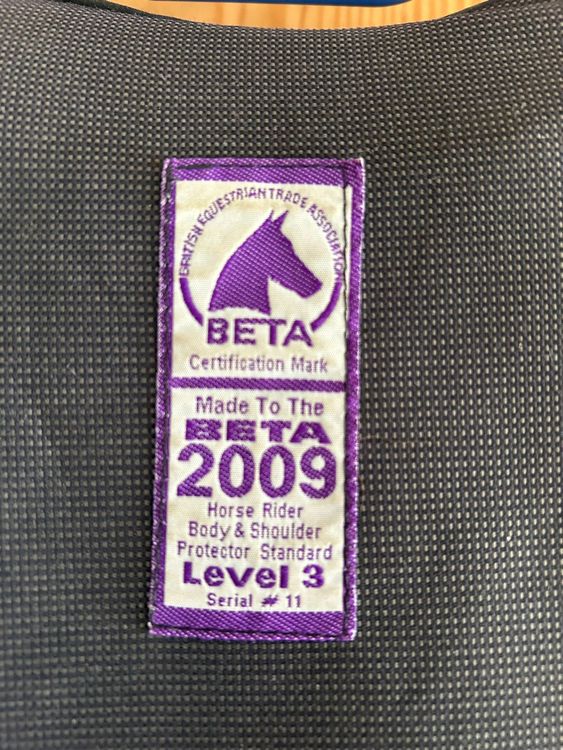 BRITISH EQUESTRIAN TRADE ASSOCIATION
BETA
Certification Mark
Made To The
BETA
2009
Horse Rider
Body & Shoulder
Protector Standard
Level 3
Serial # 11